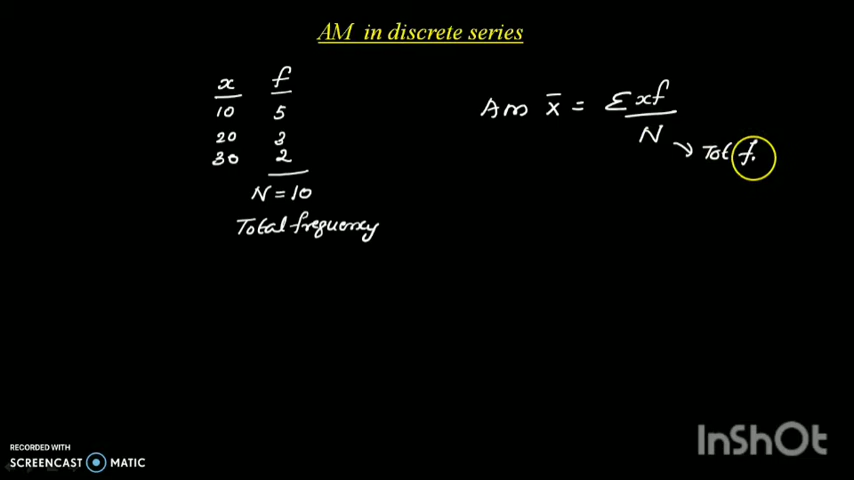 AM in discrete series
x f
10 5
20 3
30 2
N = 10
Total frequency
Am x̄ = Σxf
N
→ Tot f.
RECORDED WITH
SCREENCAST MATIC
InShOt